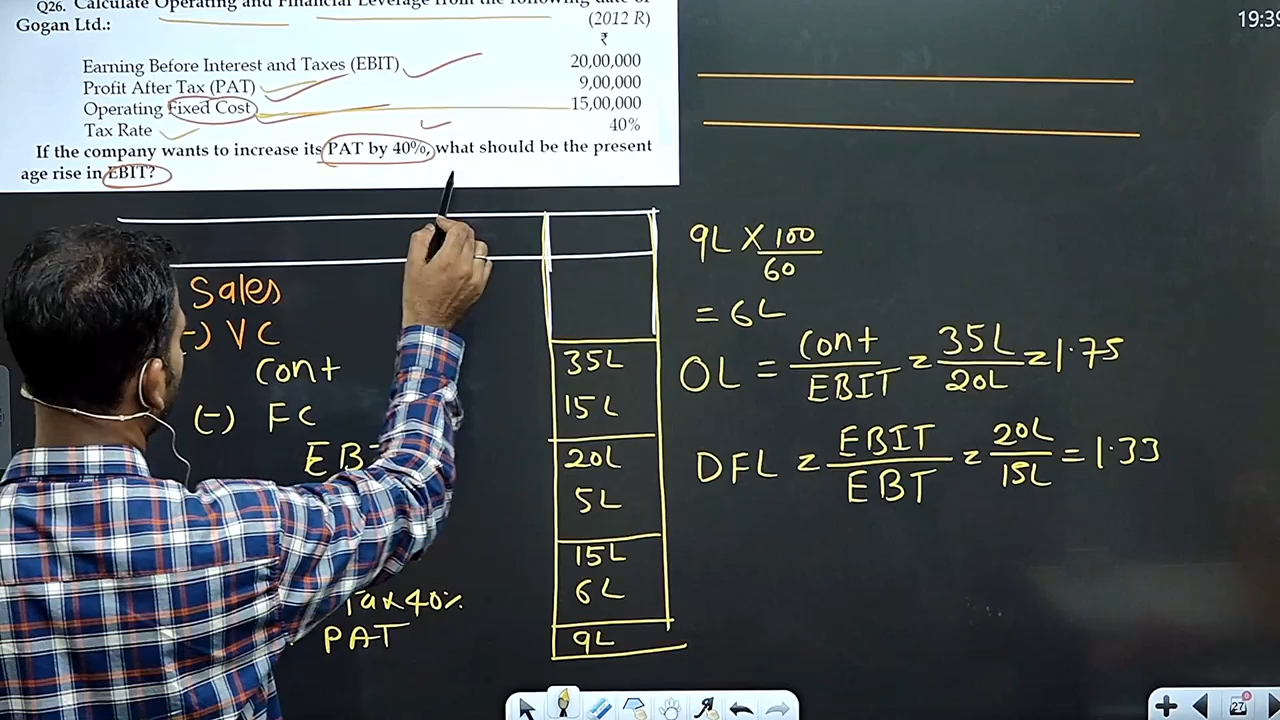 Q26. Calculate Operating and Financial Leverage from the following date of
Gogan Ltd.: (2012 R)
₹
Earning Before Interest and Taxes (EBIT) 20,00,000
Profit After Tax (PAT) 9,00,000
Operating Fixed Cost 15,00,000
Tax Rate 40%
If the company wants to increase its PAT by 40%, what should be the present
age rise in EBIT?
19:39
Sales
(-) VC
Cont 35L
(-) FC 15L
EB 20L
5L
15L
Tax 40% 6L
PAT 9L
9L X 100/60
= 6L
OL = Cont/EBIT = 35L/20L = 1.75
DFL = EBIT/EBT = 20L/15L = 1.33
27